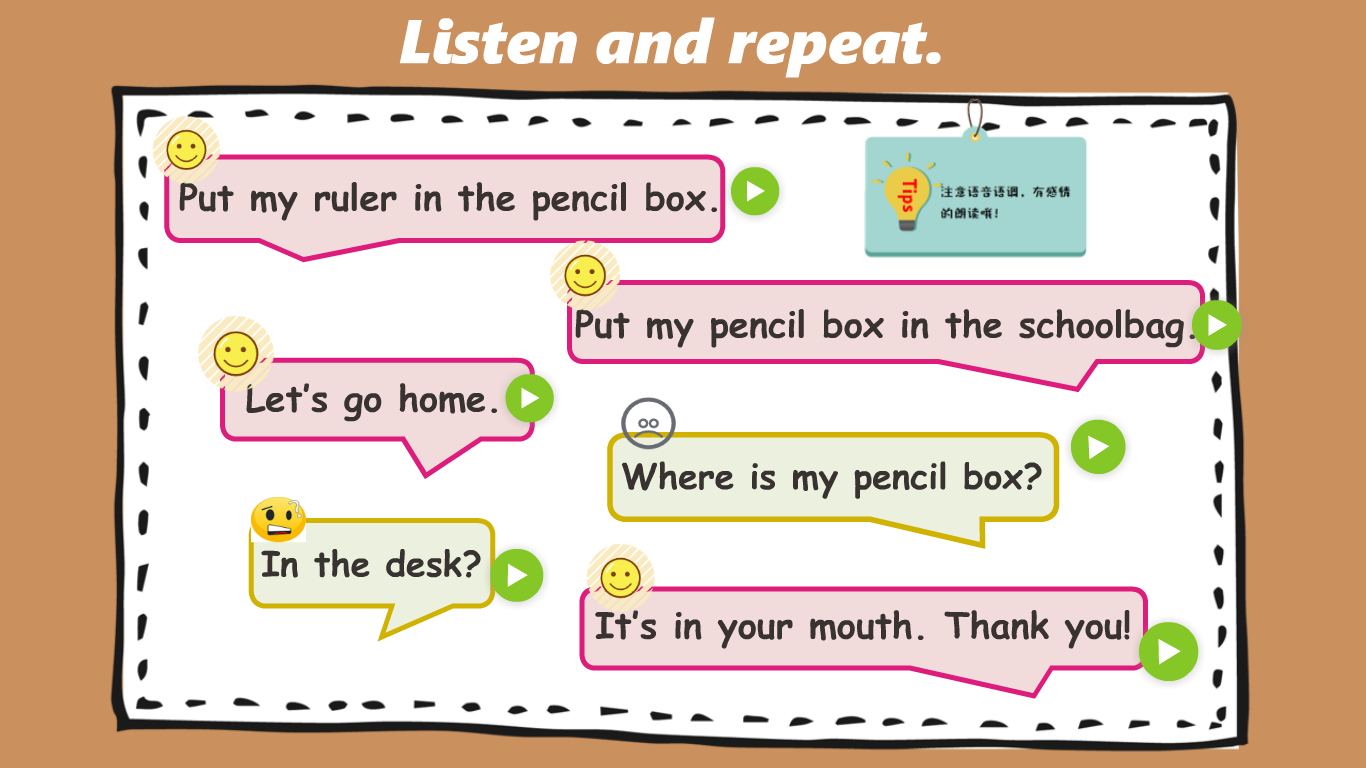 Listen and repeat.
Put my ruler in the pencil box.
Tips
注意语音语调，有感情
的朗读哦！
Put my pencil box in the schoolbag.
Let's go home.
Where is my pencil box?
In the desk?
It's in your mouth. Thank you!